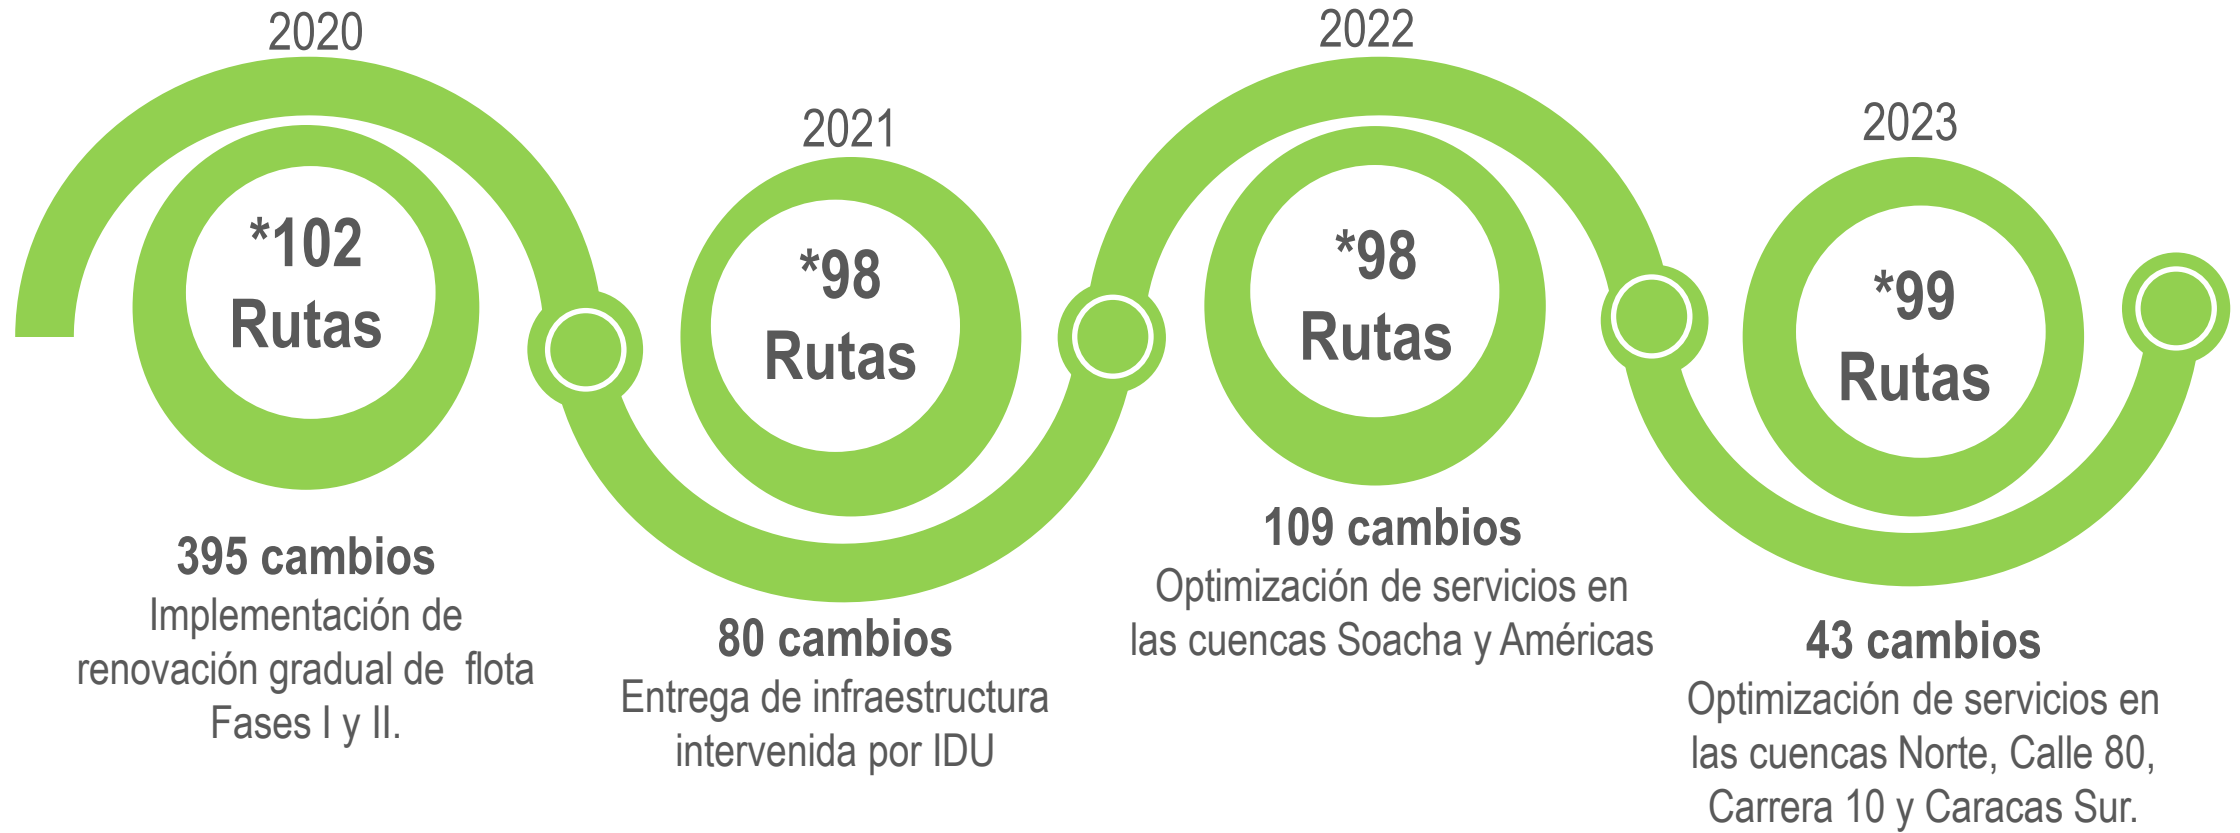 2020
*102
Rutas
395 cambios
Implementación de
renovación gradual de  flota
Fases I y II.
2021
*98
Rutas
80 cambios
Entrega de infraestructura
intervenida por IDU
2022
*98
Rutas
109 cambios
Optimización de servicios en
las cuencas Soacha y Américas
2023
*99
Rutas
43 cambios
Optimización de servicios en
las cuencas Norte, Calle 80,
Carrera 10 y Caracas Sur.